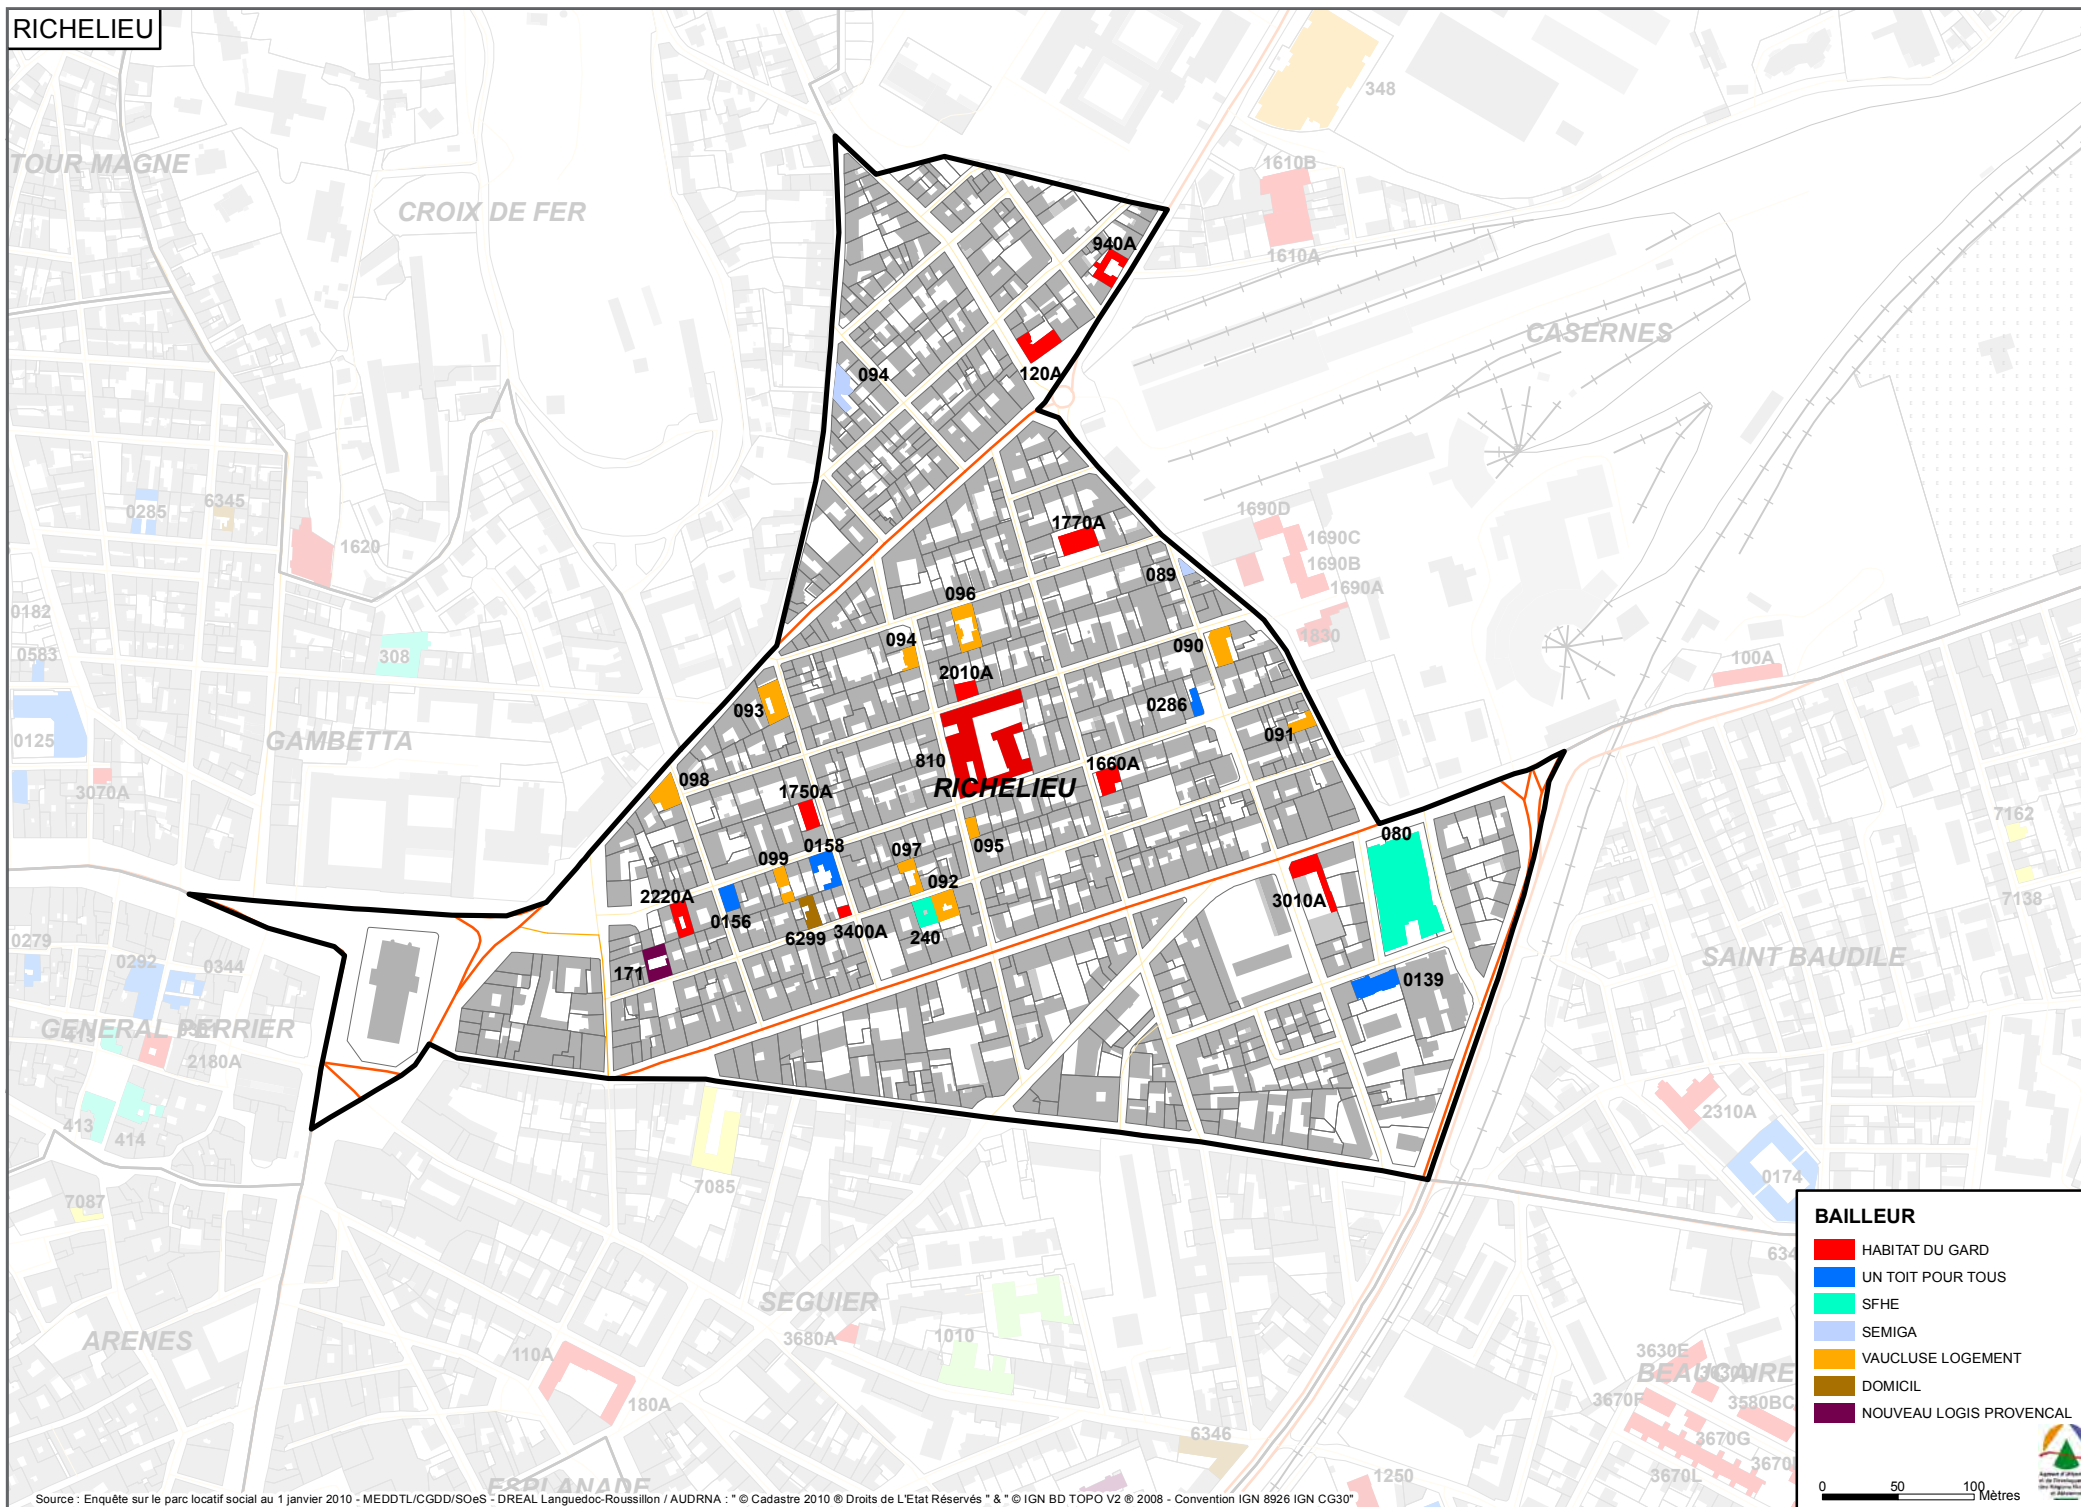 RICHELIEU
348
TOUR MAGNE
1610B
CROIX DE FER
940A
1610A
CASERNES
094
120A
6345
0285
1690D
1770A
1690C
1620
1690B
089
1690A
096
0182
1830
094
090
0583
308
100A
2010A
093
0286
GAMBETTA
091
0125
810
1660A
098
RICHELIEU
3070A
1750A
7162
080
0158
095
097
099
092
2220A
7138
3010A
0156
6299
3400A
240
0279
SAINT BAUDILE
0292
0344
171
0139
GENERAL PERRIER
2180A
413
414
2310A
0174
7085
7087
BAILLEUR
HABITAT DU GARD
UN TOIT POUR TOUS
SFHE
SEMIGA
VAUCLUSE LOGEMENT
DOMICIL
NOUVEAU LOGIS PROVENCAL
SEGUIER
ARENES
3680A
1010
110A
3630E
BEAUCAIRE
180A
3670F
3580BC
6346
3670G
3670L
1250
ESPLANADE
0 50 100
Mètres
Source : Enquête sur le parc locatif social au 1 janvier 2010 - MEDDTL/CGDD/SOeS - DREAL Languedoc-Roussillon / AUDRNA : " © Cadastre 2010 ® Droits de L'Etat Réservés " & " © IGN BD TOPO V2 ® 2008 - Convention IGN 8926 IGN CG30"